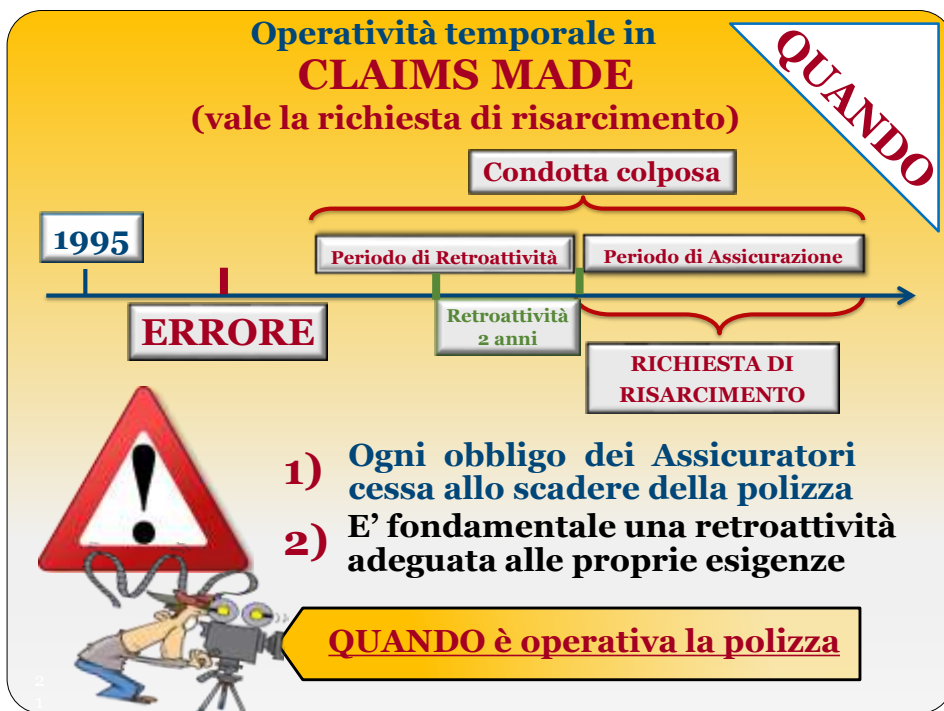 Operatività temporale in
CLAIMS MADE
(vale la richiesta di risarcimento)
QUANDO
Condotta colposa
1995
Periodo di Retroattività
Periodo di Assicurazione
ERRORE
Retroattività
2 anni
RICHIESTA DI
RISARCIMENTO
1) Ogni obbligo dei Assicuratori
cessa allo scadere della polizza
2) E' fondamentale una retroattività
adeguata alle proprie esigenze
QUANDO è operativa la polizza
2
1